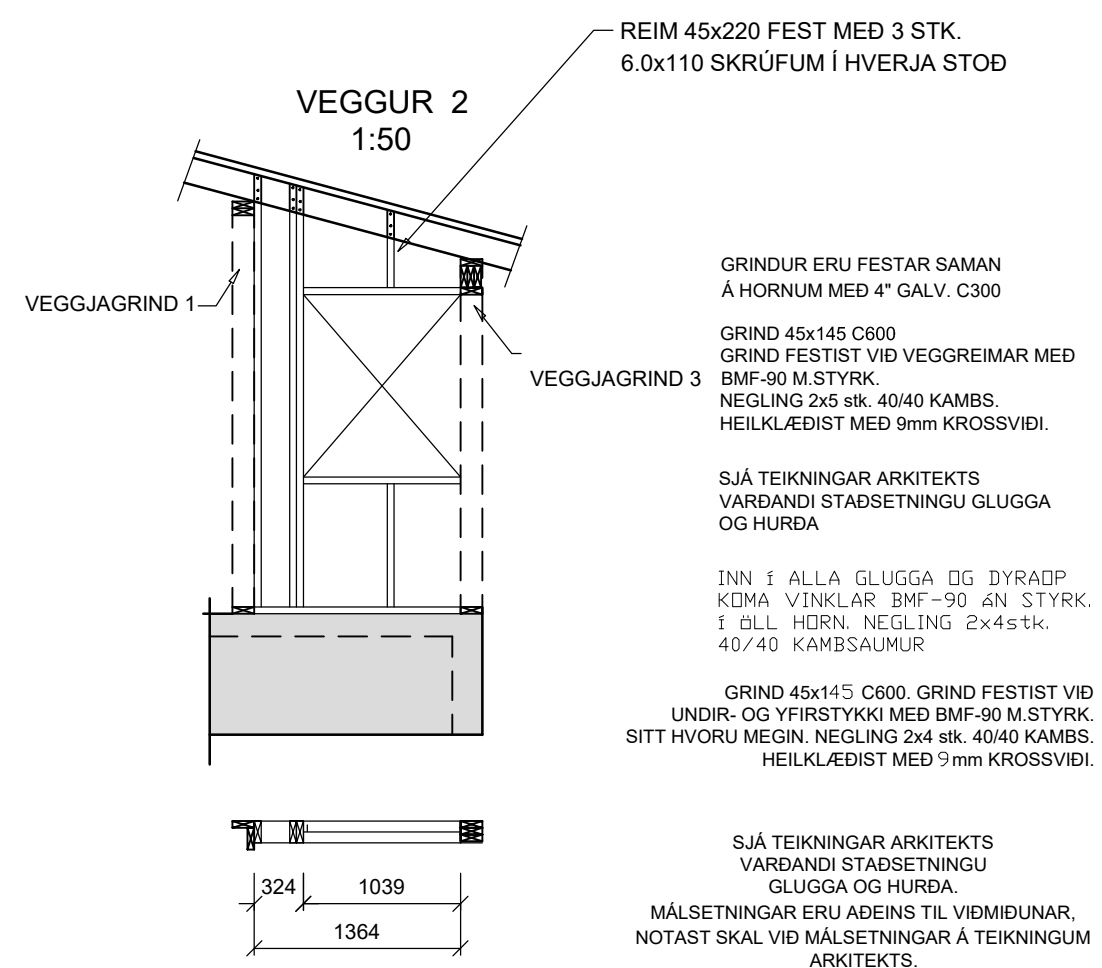 REIM 45x220 FEST MEÐ 3 STK.
6.0x110 SKRÚFUM Í HVERJA STOÐ
VEGGUR 2
1:50
VEGGJAGRIND 1
VEGGJAGRIND 3
GRINDUR ERU FESTAR SAMAN
Á HORNUM MEÐ 4" GALV. C300
GRIND 45x145 C600
GRIND FESTIST VIÐ VEGGREIMAR MEÐ
BMF-90 M.STYRK.
NEGLING 2x5 stk. 40/40 KAMBS.
HEILKLÆÐIST MEÐ 9mm KROSSVIÐI.
SJÁ TEIKNINGAR ARKITEKTS
VARÐANDI STAÐSETNINGU GLUGGA
OG HURÐA
INN í ALLA GLUGGA OG DYRAOP
KOMA VINKLAR BMF-90 áN STYRK.
í öLL HORN. NEGLING 2x4stk.
40/40 KAMBSAUMUR
GRIND 45x145 C600. GRIND FESTIST VIÐ
UNDIR- OG YFIRSTYKKI MEÐ BMF-90 M.STYRK.
SITT HVORU MEGIN. NEGLING 2x4 stk. 40/40 KAMBS.
HEILKLÆÐIST MEÐ 9mm KROSSVIÐI.
SJÁ TEIKNINGAR ARKITEKTS
VARÐANDI STAÐSETNINGU
GLUGGA OG HURÐA.
MÁLSETNINGAR ERU AÐEINS TIL VIÐMIÐUNAR,
NOTAST SKAL VIÐ MÁLSETNINGAR Á TEIKNINGUM
ARKITEKTS.
324 1039
1364